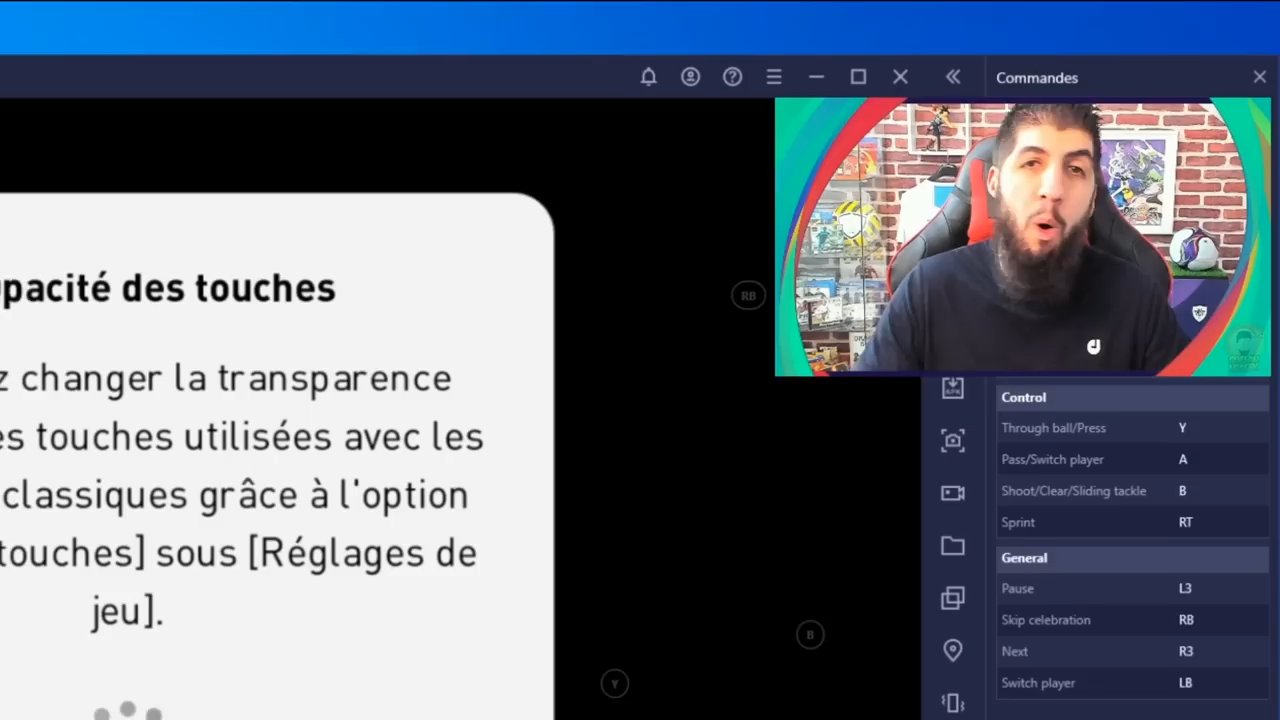 Commandes
pacité des touches
z changer la transparence
es touches utilisées avec les
classiques grâce à l'option
touches] sous [Réglages de
jeu].
RB
B
Y
Control
Through ball/Press Y
Pass/Switch player A
Shoot/Clear/Sliding tackle B
Sprint RT
General
Pause L3
Skip celebration RB
Next R3
Switch player LB